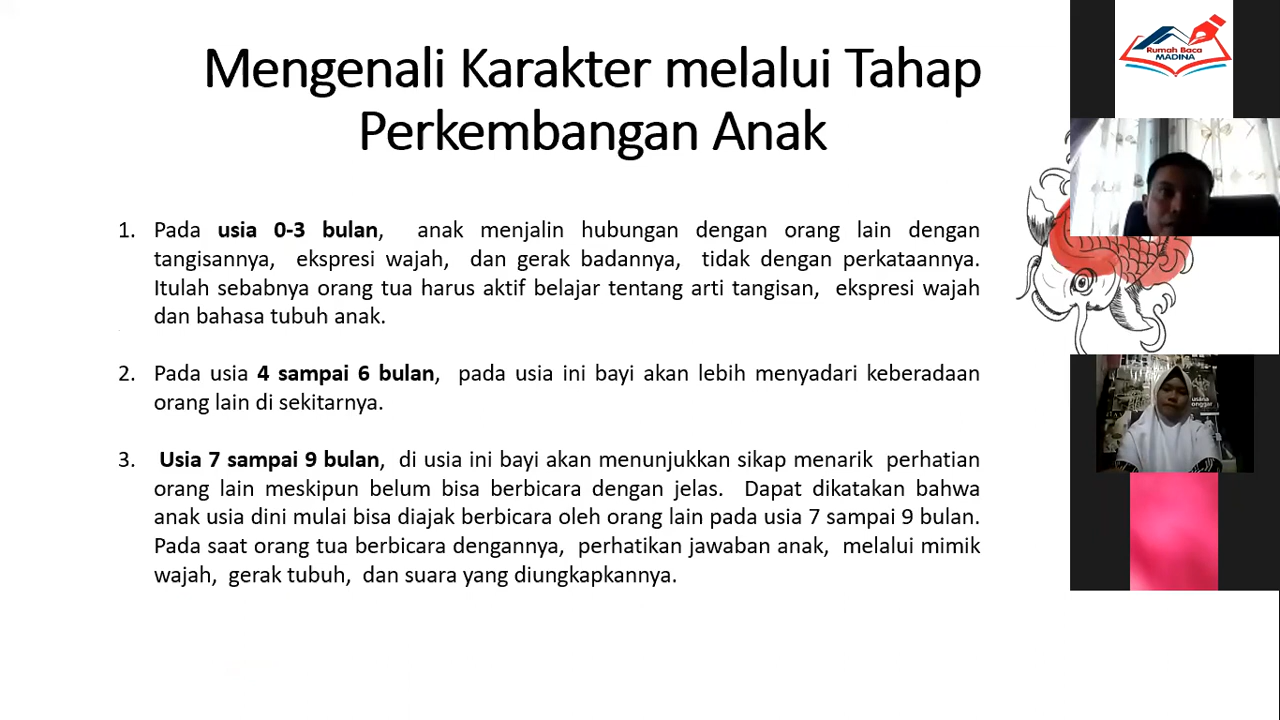 Mengenali Karakter melalui Tahap
Perkembangan Anak
1. Pada usia 0-3 bulan, anak menjalin hubungan dengan orang lain dengan
tangisannya, ekspresi wajah, dan gerak badannya, tidak dengan perkataannya.
Itulah sebabnya orang tua harus aktif belajar tentang arti tangisan, ekspresi wajah
dan bahasa tubuh anak.
2. Pada usia 4 sampai 6 bulan, pada usia ini bayi akan lebih menyadari keberadaan
orang lain di sekitarnya.
3. Usia 7 sampai 9 bulan, di usia ini bayi akan menunjukkan sikap menarik perhatian
orang lain meskipun belum bisa berbicara dengan jelas. Dapat dikatakan bahwa
anak usia dini mulai bisa diajak berbicara oleh orang lain pada usia 7 sampai 9 bulan.
Pada saat orang tua berbicara dengannya, perhatikan jawaban anak, melalui mimik
wajah, gerak tubuh, dan suara yang diungkapkannya.
Rumah Baca
MADINA